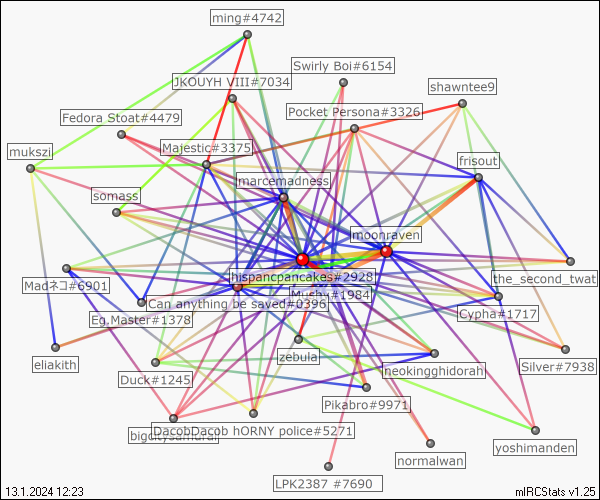 ming#4742
Swirly Boi#6154
JKOUYH VIII#7034
shawntee9
Pocket Persona#3326
Fedora Stoat#4479
Majestic#3375
mukszi
frisout
marcemadness
somass
moonraven
hispancpancakes#2928
the_second_twat
Madネコ#6901
Murphy#1984
Can anything be saved#0396
Cypha#1717
Eg.Master#1378
zebula
eliakith
neokingghidorah
Silver#7938
Duck#1245
Pikabro#9971
DacobDacob hORNY police#5271
bigcitysamurai
yoshimanden
normalwan
LPK2387 #7690
13.1.2024 12:23
mIRCStats v1.25